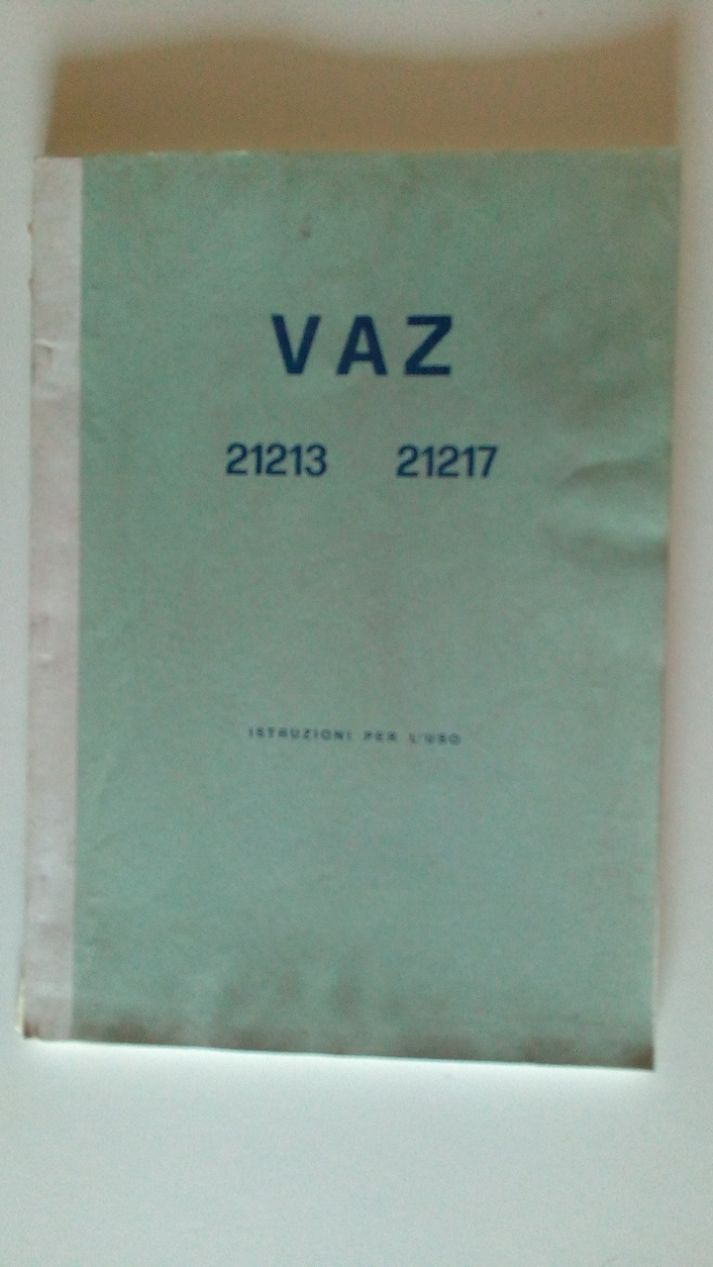 VAZ
21213 21217
ISTRUZIONI PER L'USO